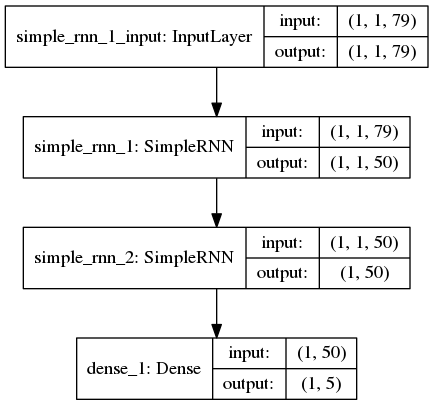 simple_rnn_1_input: InputLayer
input: (1, 1, 79)
output: (1, 1, 79)
simple_rnn_1: SimpleRNN
input: (1, 1, 79)
output: (1, 1, 50)
simple_rnn_2: SimpleRNN
input: (1, 1, 50)
output: (1, 50)
dense_1: Dense
input: (1, 50)
output: (1, 5)